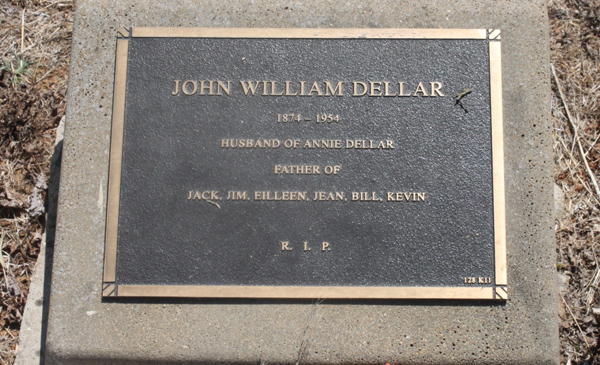 JOHN WILLIAM DELLAR
1874 – 1954
HUSBAND OF ANNIE DELLAR
FATHER OF
JACK, JIM, EILLEEN, JEAN, BILL, KEVIN
R. I. P.
128 K11